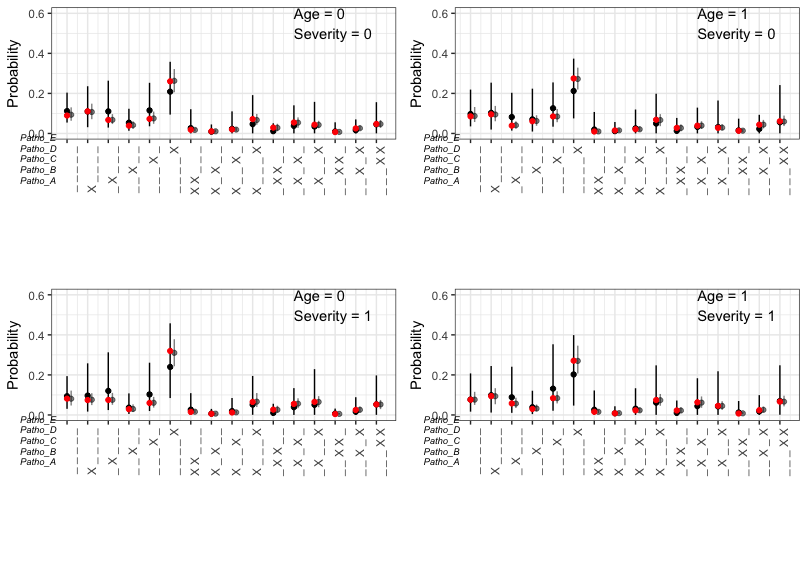 0.6
0.4
0.2
0.0
Probability
Age = 0
Severity = 0
Patho_E
Patho_D
Patho_C
Patho_B
Patho_A
0.6
0.4
0.2
0.0
Probability
Age = 1
Severity = 0
Patho_E
Patho_D
Patho_C
Patho_B
Patho_A
0.6
0.4
0.2
0.0
Probability
Age = 0
Severity = 1
Patho_E
Patho_D
Patho_C
Patho_B
Patho_A
0.6
0.4
0.2
0.0
Probability
Age = 1
Severity = 1
Patho_E
Patho_D
Patho_C
Patho_B
Patho_A